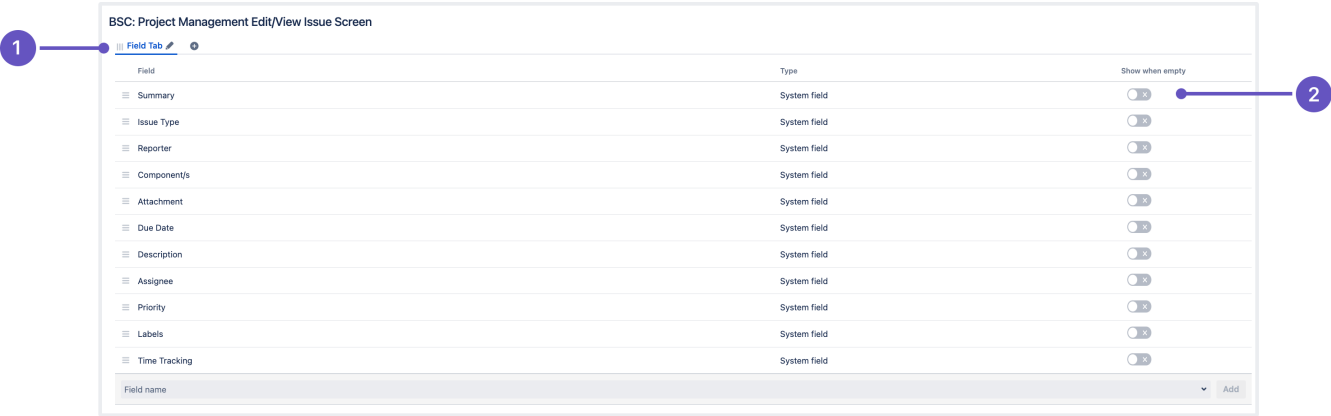 BSC: Project Management Edit/View Issue Screen
1
Field Tab
Field Type Show when empty
Summary System field
2
Issue Type System field
Reporter System field
Component/s System field
Attachment System field
Due Date System field
Description System field
Assignee System field
Priority System field
Labels System field
Time Tracking System field
Field name Add